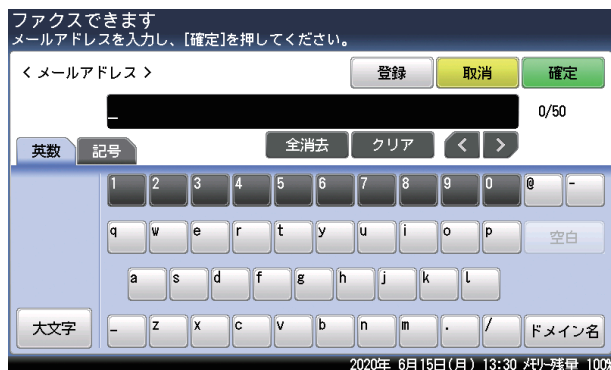 ファクスできます
メールアドレスを入力し、[確定]を押してください。
< メールアドレス > 登録 取消 確定
_ 0/50
英数 記号 全消去 クリア < >
1 2 3 4 5 6 7 8 9 0 @ -
q w e r t y u i o p 空白
a s d f g h j k l
大文字 _ z x c v b n m . / ドメイン名
2020年 6月15日(月) 13:30 メモリー残量 100%